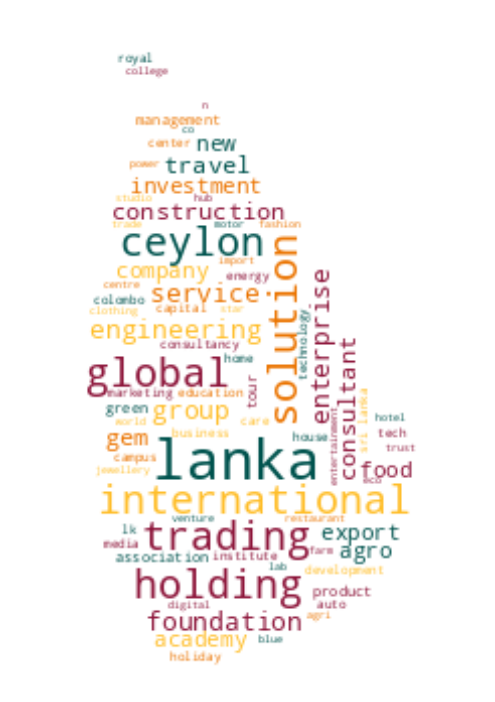 royal
college
n
management
co
center new
power travel
investment
studio hub
construction
trade motor fashion
ceylon
solution
company import
energy
centre
service
colombo
capital star
clothing
enterprise
technology
engineering
consultancy
home
global
consultant
tour
marketing education
green group
world care
sri lanka
entertainment
hotel
gem business
house
tech
trust
lanka
campus
jewellery
food
eco
international
venture restaurant
lk trading export
media
association institute farm agro
lab development
holding
product
digital auto
foundation agri
academy blue
holiday